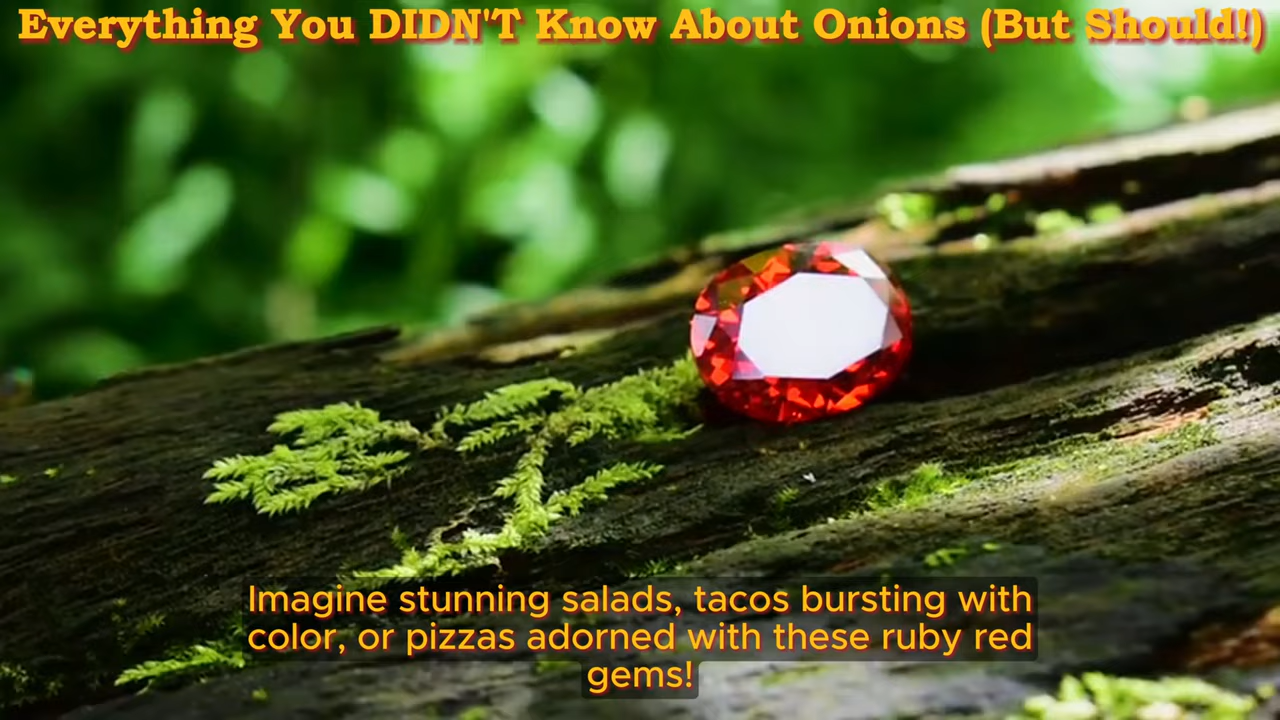 Everything You DIDN'T Know About Onions (But Should!)
Imagine stunning salads, tacos bursting with
color, or pizzas adorned with these ruby red
gems!